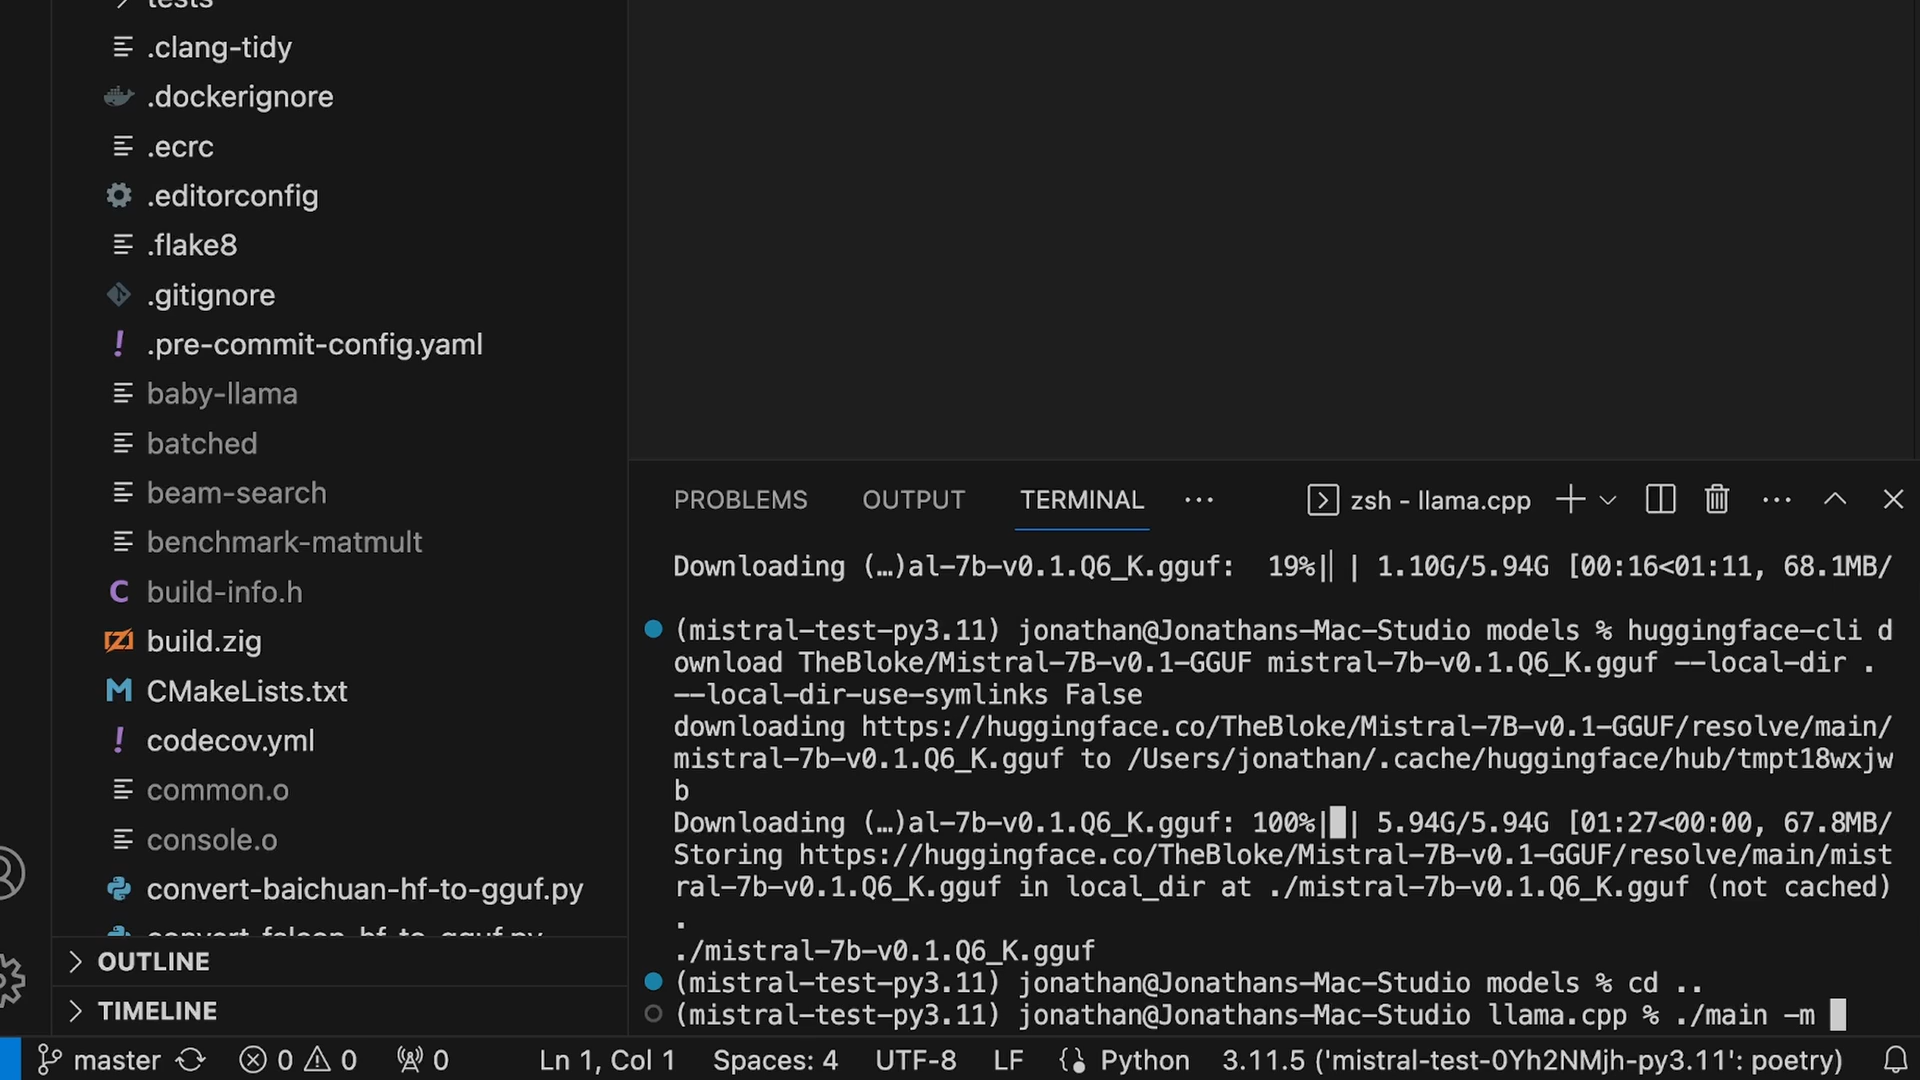 tests
.clang-tidy
.dockerignore
.ecrc
.editorconfig
.flake8
.gitignore
.pre-commit-config.yaml
baby-llama
batched
beam-search
benchmark-matmult
build-info.h
build.zig
CMakeLists.txt
codecov.yml
common.o
console.o
convert-baichuan-hf-to-gguf.py
convert-falcon-hf-to-gguf.py
OUTLINE
TIMELINE
PROBLEMS OUTPUT TERMINAL ··· zsh - llama.cpp
Downloading (…)al-7b-v0.1.Q6_K.gguf:  19%|| | 1.10G/5.94G [00:16<01:11, 68.1MB/
(mistral-test-py3.11) jonathan@Jonathans-Mac-Studio models % huggingface-cli d
ownload TheBloke/Mistral-7B-v0.1-GGUF mistral-7b-v0.1.Q6_K.gguf --local-dir .
--local-dir-use-symlinks False
downloading https://huggingface.co/TheBloke/Mistral-7B-v0.1-GGUF/resolve/main/
mistral-7b-v0.1.Q6_K.gguf to /Users/jonathan/.cache/huggingface/hub/tmpt18wxjw
b
Downloading (…)al-7b-v0.1.Q6_K.gguf: 100%|█| 5.94G/5.94G [01:27<00:00, 67.8MB/
Storing https://huggingface.co/TheBloke/Mistral-7B-v0.1-GGUF/resolve/main/mist
ral-7b-v0.1.Q6_K.gguf in local_dir at ./mistral-7b-v0.1.Q6_K.gguf (not cached)
.
./mistral-7b-v0.1.Q6_K.gguf
(mistral-test-py3.11) jonathan@Jonathans-Mac-Studio models % cd ..
(mistral-test-py3.11) jonathan@Jonathans-Mac-Studio llama.cpp % ./main -m
master 0 0 0 Ln 1, Col 1 Spaces: 4 UTF-8 LF Python 3.11.5 ('mistral-test-0Yh2NMjh-py3.11': poetry)